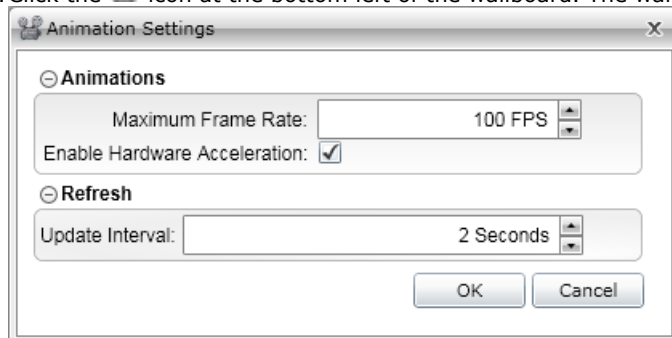 Click the icon at the bottom left of the wallboard. The wal
Animation Settings
Animations
Maximum Frame Rate: 100 FPS
Enable Hardware Acceleration:
Refresh
Update Interval: 2 Seconds
OK Cancel